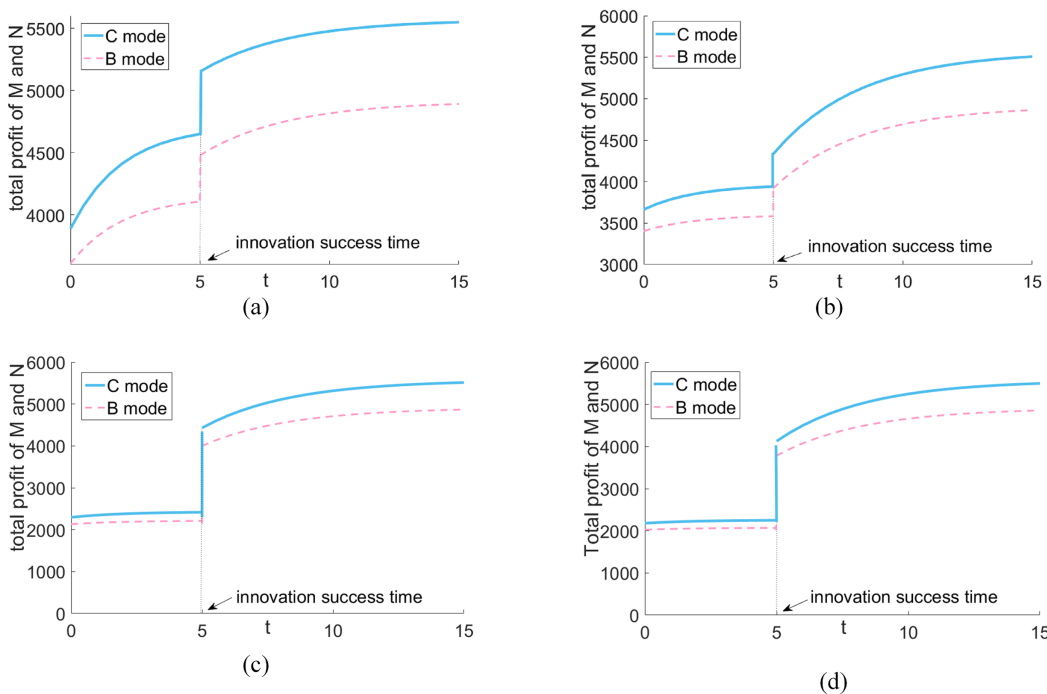 total profit of M and N
5500
5000
4500
4000
C mode
B mode
innovation success time
0
5
t
10
15
(a)
total profit of M and N
6000
5500
5000
4500
4000
3500
3000
C mode
B mode
innovation success time
0
5
t
10
15
(b)
total profit of M and N
6000
5000
4000
3000
2000
1000
0
C mode
B mode
innovation success time
0
5
t
10
15
(c)
Total profit of M and N
6000
5000
4000
3000
2000
1000
0
C mode
B mode
innovation success time
0
5
t
10
15
(d)